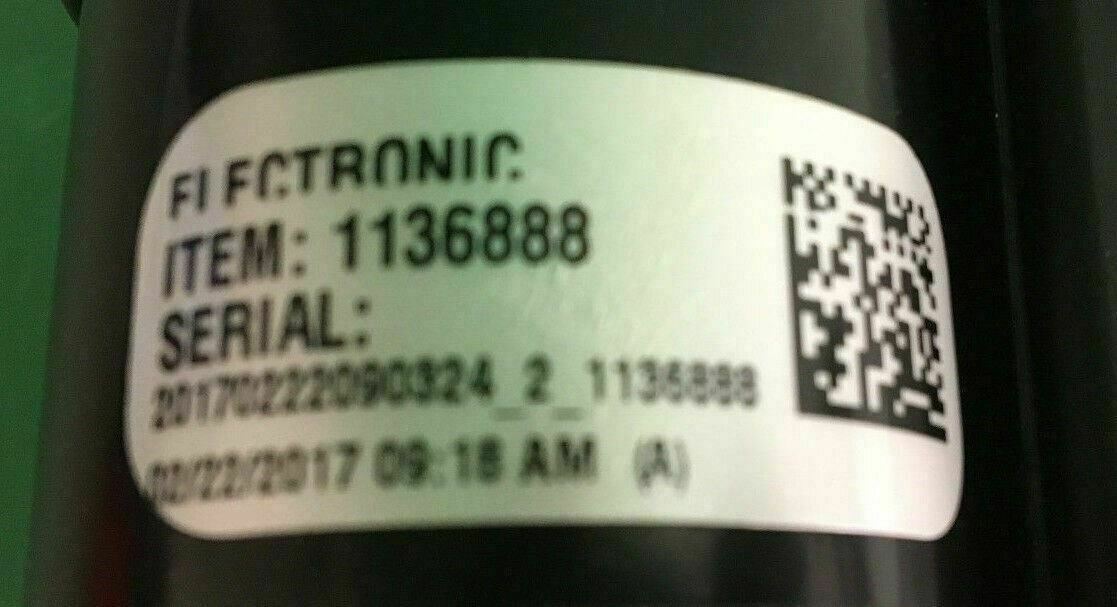 ELECTRONIC
ITEM: 1136888
SERIAL:
20170222090324_2_1136888
02/22/2017 09:18 AM (A)